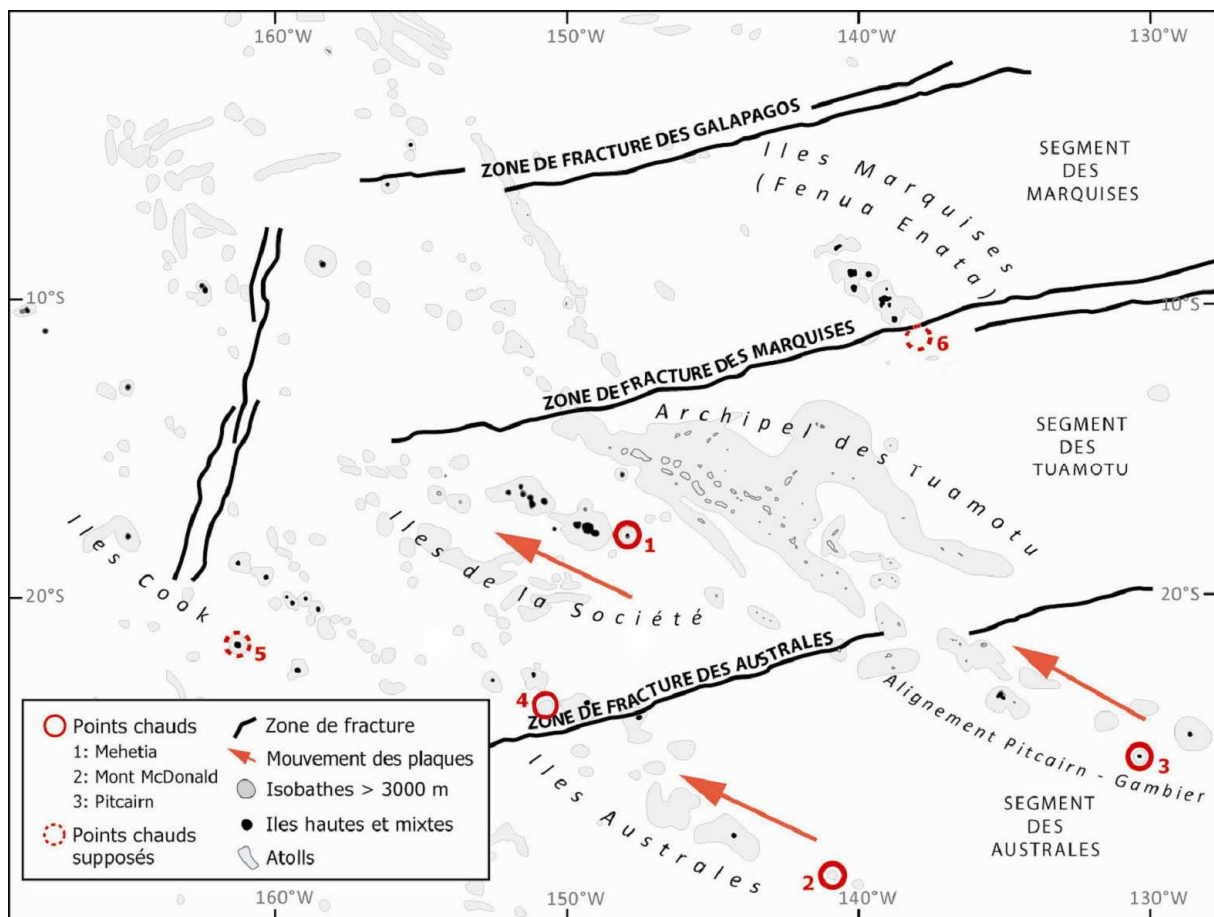 160°W
150°W
140°W
130°W
ZONE DE FRACTURE DES GALAPAGOS
Iles Marquises
(Fenua Enata)
SEGMENT
DES
MARQUISES
10°S
10°S
6
ZONE DE FRACTURE DES MARQUISES
Archipel des Tuamotu
SEGMENT
DES
TUAMOTU
1
Iles Cook
Iles de la Société
20°S
20°S
5
4
ZONE DE FRACTURE DES AUSTRALES
Alignement Pitcairn - Gambier
3
Iles Australes
2
SEGMENT
DES
AUSTRALES
Points chauds
1: Mehetia
2: Mont McDonald
3: Pitcairn
Points chauds
supposés
Zone de fracture
Mouvement des plaques
Isobathes > 3000 m
Iles hautes et mixtes
Atolls
160°W
150°W
140°W
130°W